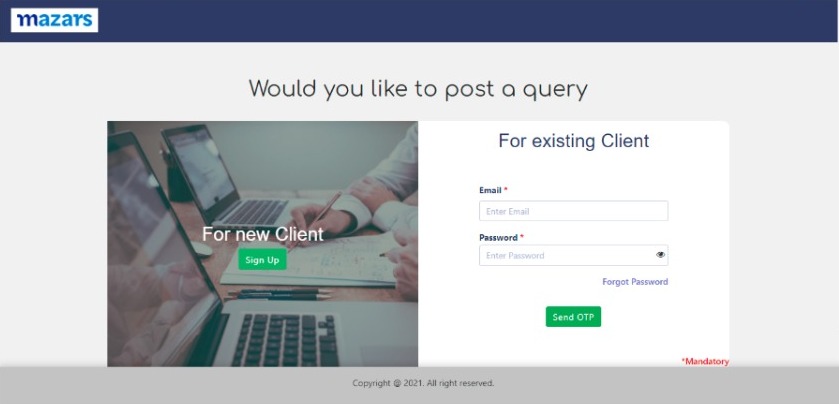 mazars
Would you like to post a query
For existing Client
Email *
Enter Email
Password *
Enter Password
Forgot Password
Send OTP
*Mandatory
For new Client
Sign Up
Copyright @ 2021. All right reserved.